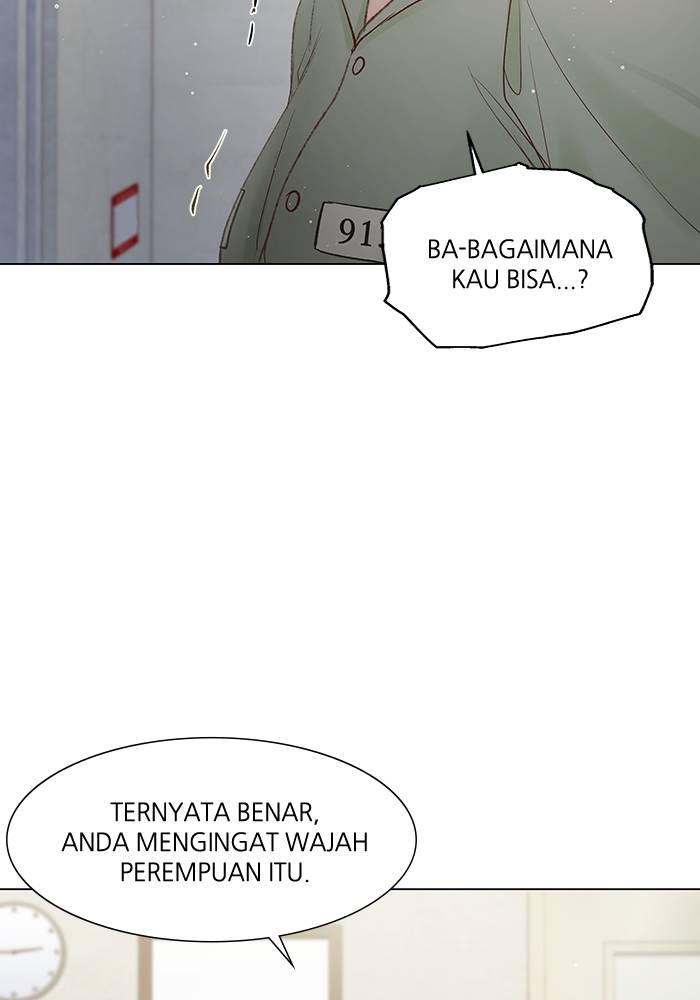 91
BA-BAGAIMANA
KAU BISA...?
TERNYATA BENAR,
ANDA MENGINGAT WAJAH
PEREMPUAN ITU.